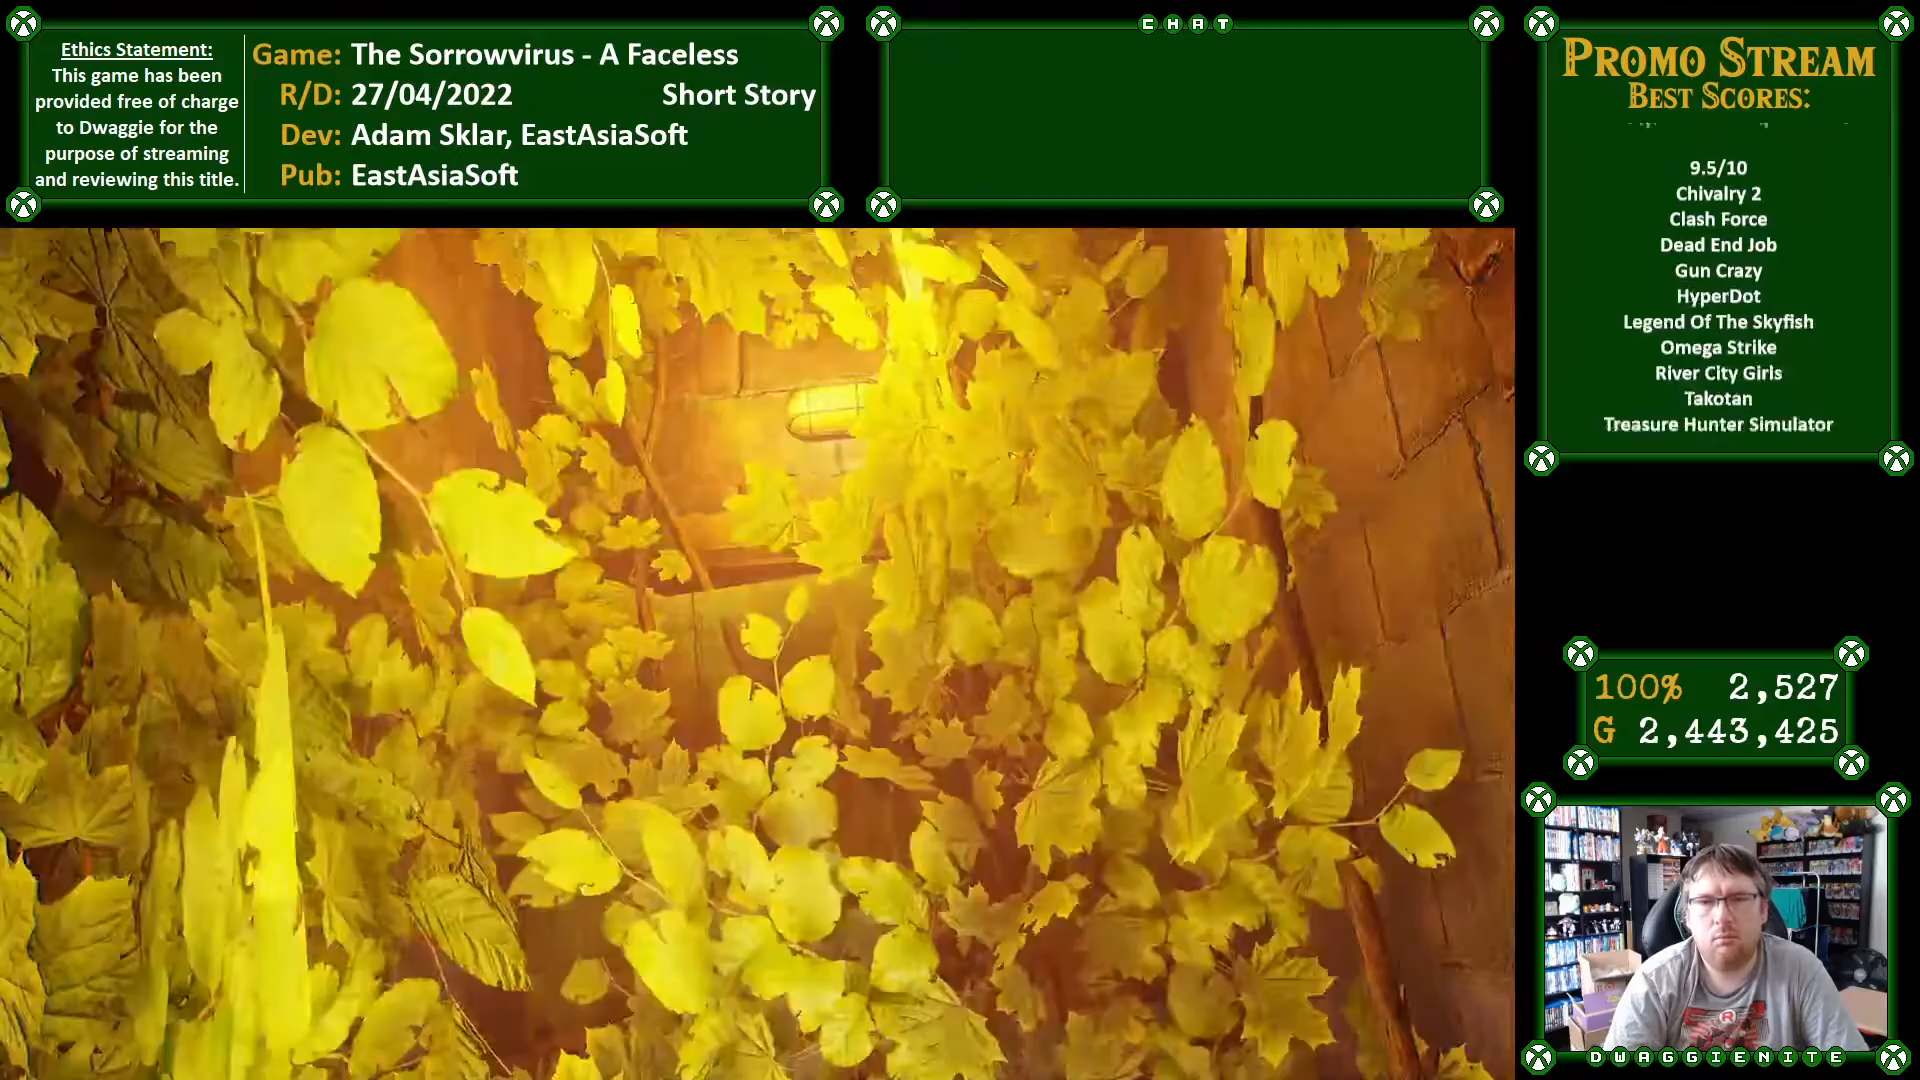 Ethics Statement:
This game has been
provided free of charge
to Dwaggie for the
purpose of streaming
and reviewing this title.
Game: The Sorrowvirus - A Faceless
R/D: 27/04/2022 Short Story
Dev: Adam Sklar, EastAsiaSoft
Pub: EastAsiaSoft
CHAT
PROMO STREAM
BEST SCORES:
9.5/10
Chivalry 2
Clash Force
Dead End Job
Gun Crazy
HyperDot
Legend Of The Skyfish
Omega Strike
River City Girls
Takotan
Treasure Hunter Simulator
100% 2,527
G 2,443,425
DWAGGIENITE